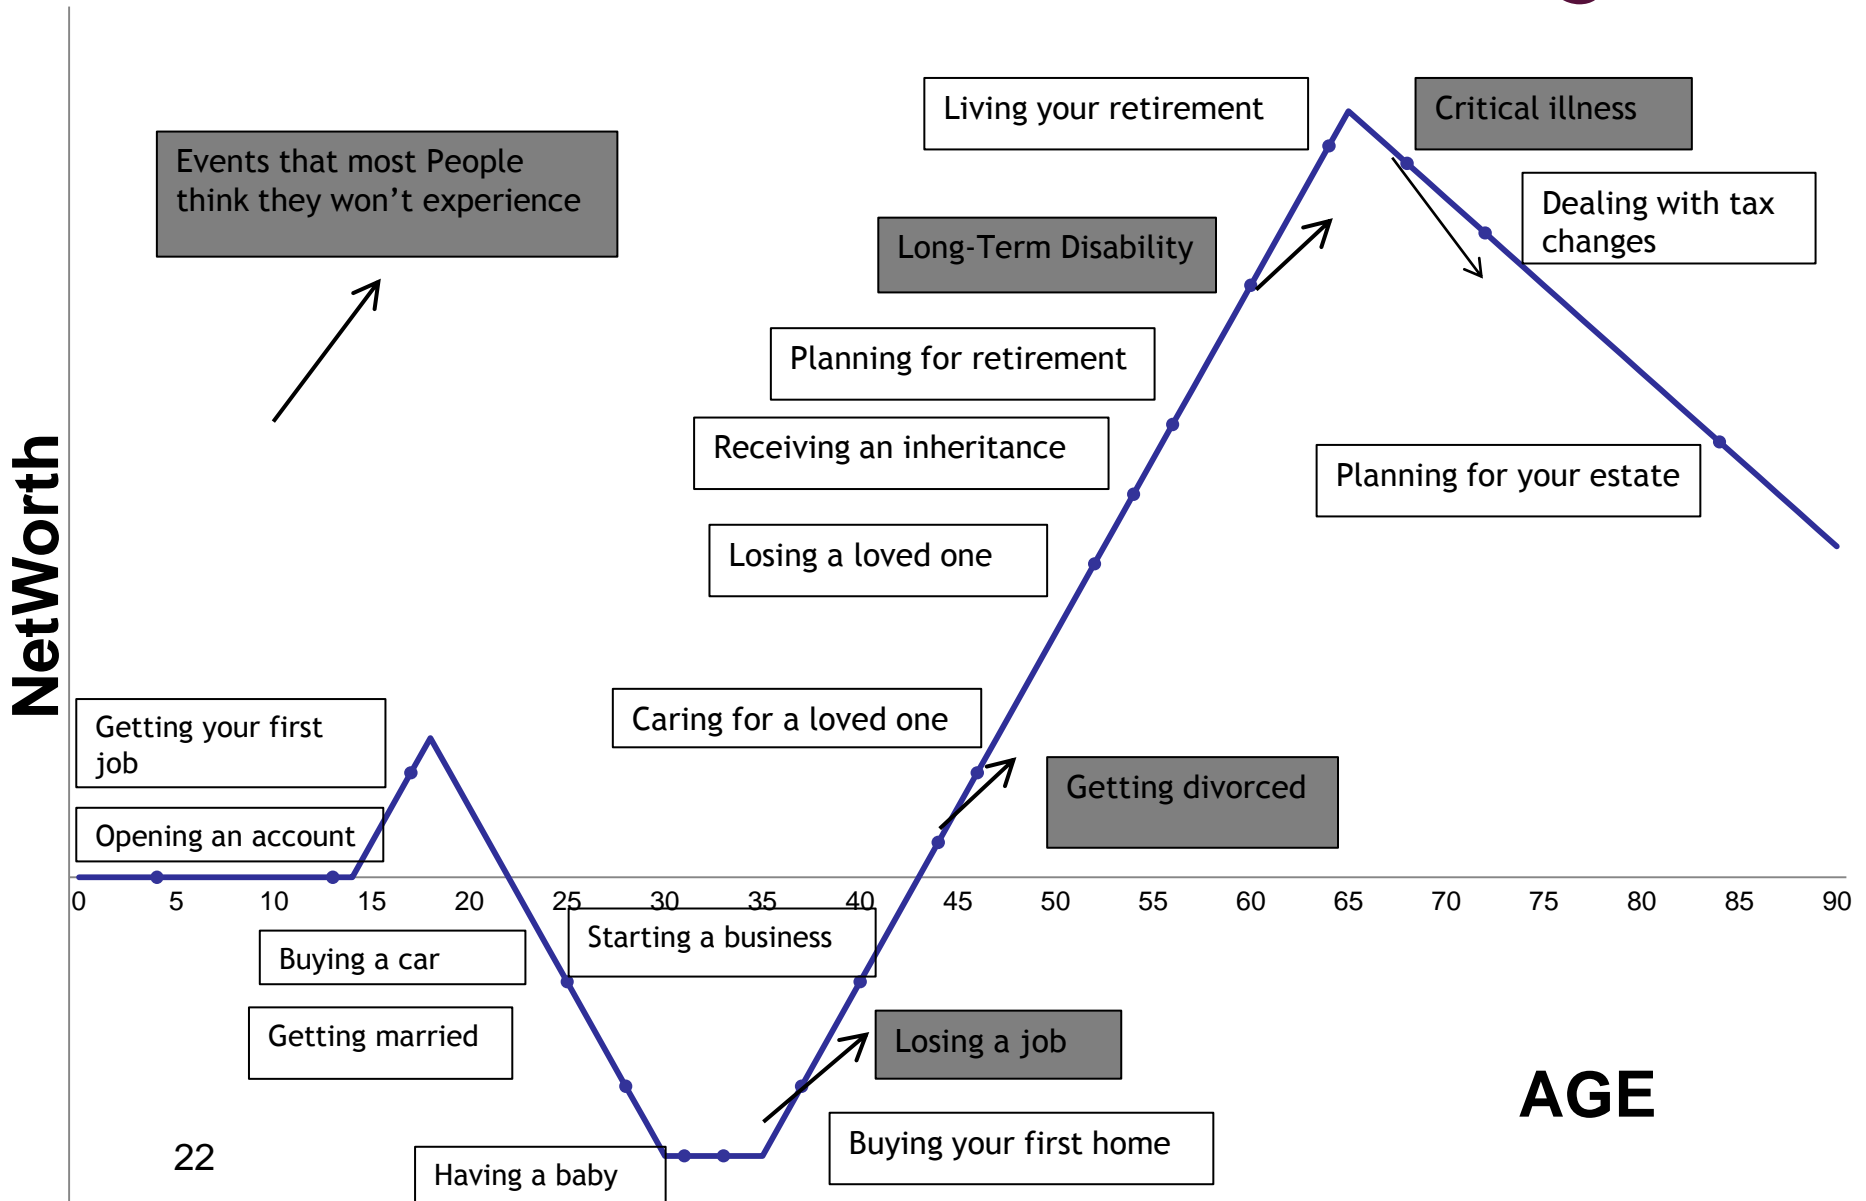 Living your retirement
Critical illness
Events that most People
think they won’t experience
Dealing with tax
changes
Long-Term Disability
Planning for retirement
Receiving an inheritance
Planning for your estate
Losing a loved one
NetWorth
Caring for a loved one
Getting your first
job
Getting divorced
Opening an account
0 5 10 15 20 25 30 35 40 45 50 55 60 65 70 75 80 85 90
Starting a business
Buying a car
Getting married
Losing a job
AGE
Buying your first home
22
Having a baby